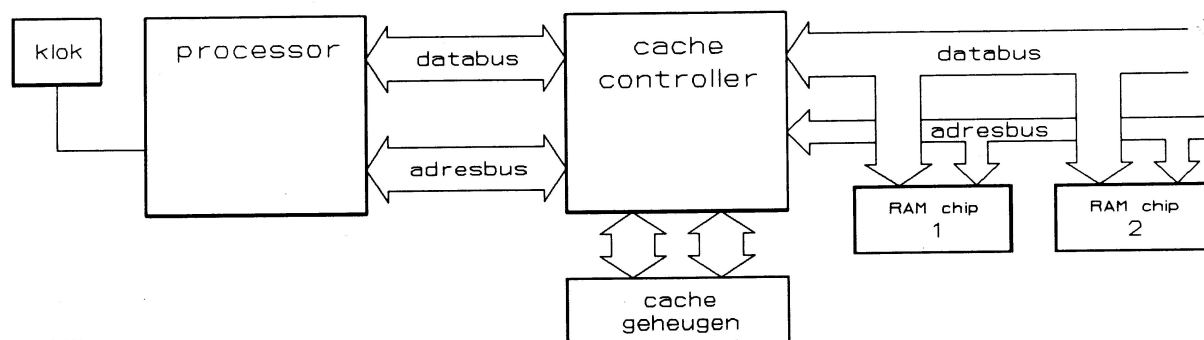 klok
processor
databus
adresbus
cache
controller
databus
adresbus
RAM chip
1
RAM chip
2
cache
geheugen